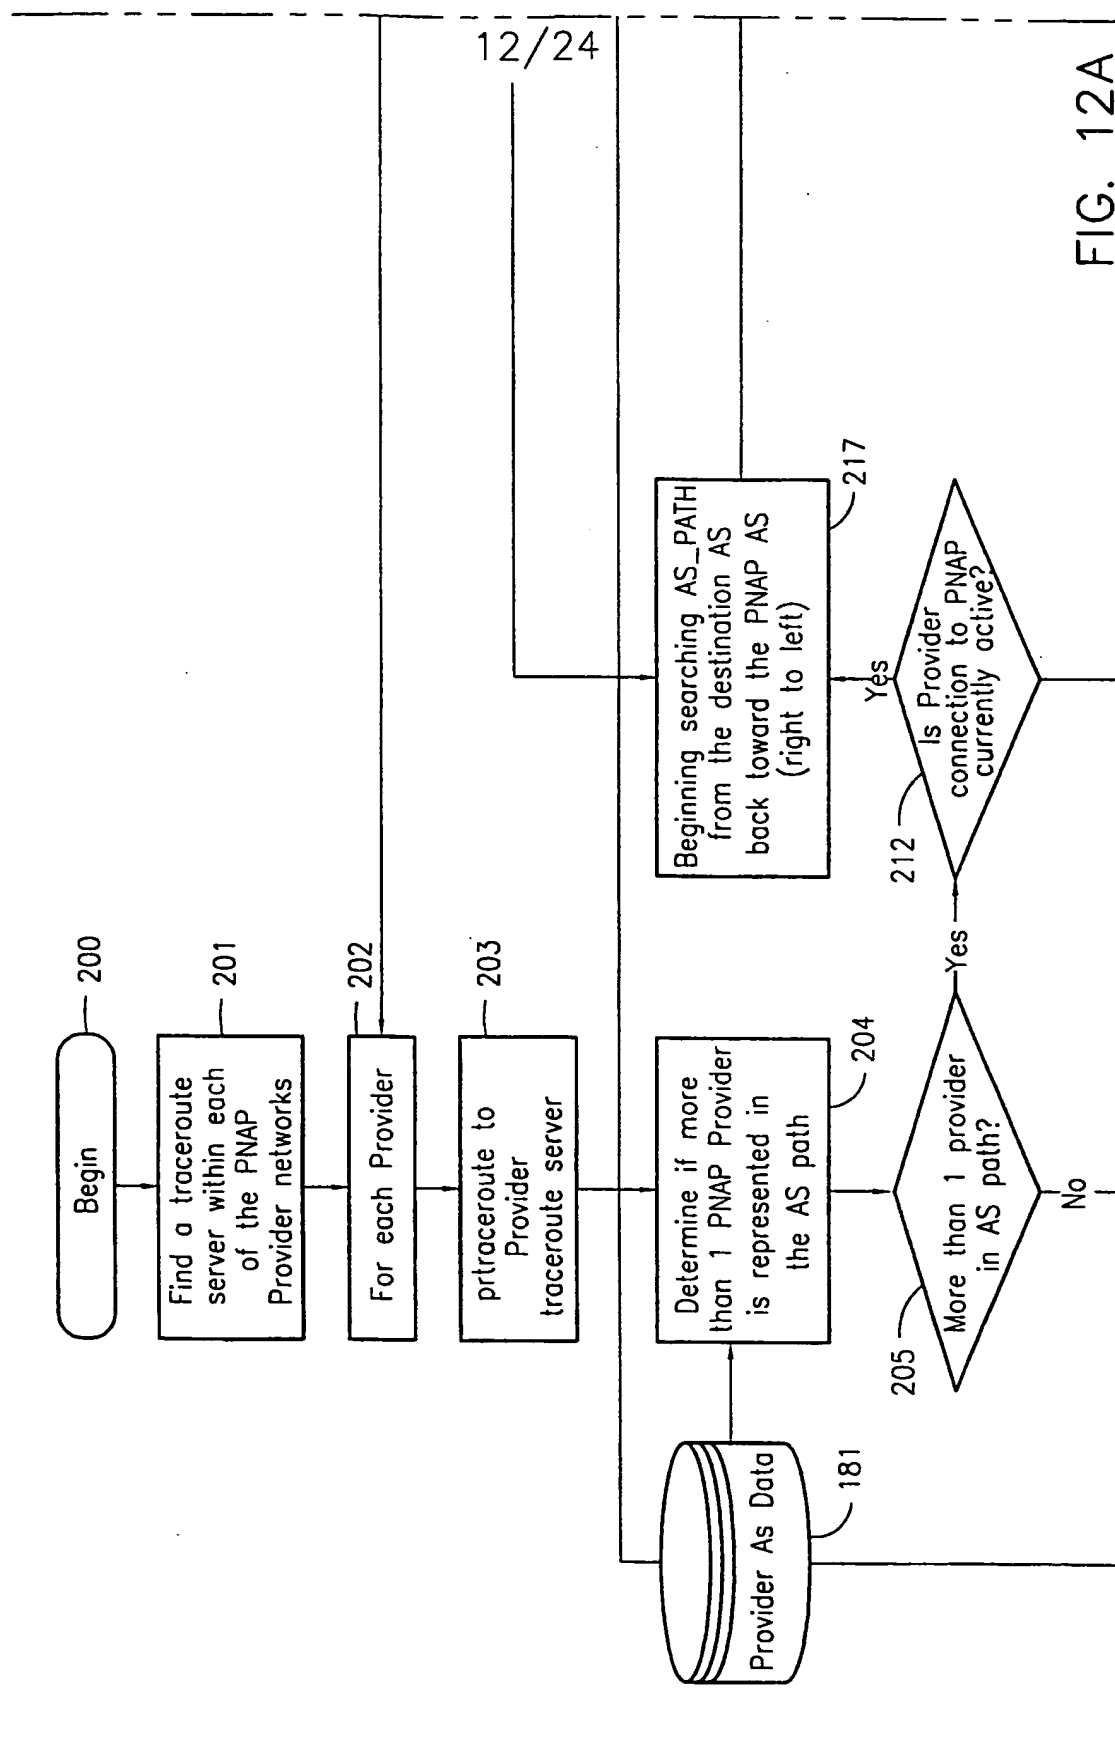 12/24
Begin
200
Find a traceroute
server within each
of the PNAP
Provider networks
201
For each Provider
202
prtraceroute to
Provider
traceroute server
203
Provider As Data
181
Determine if more
than 1 PNAP Provider
is represented in
the AS path
204
Beginning searching AS_PATH
from the destination AS
back toward the PNAP AS
(right to left)
217
205
More than 1 provider
in AS path?
Yes
No
212
Is Provider
connection to PNAP
currently active?
Yes
FIG. 12A